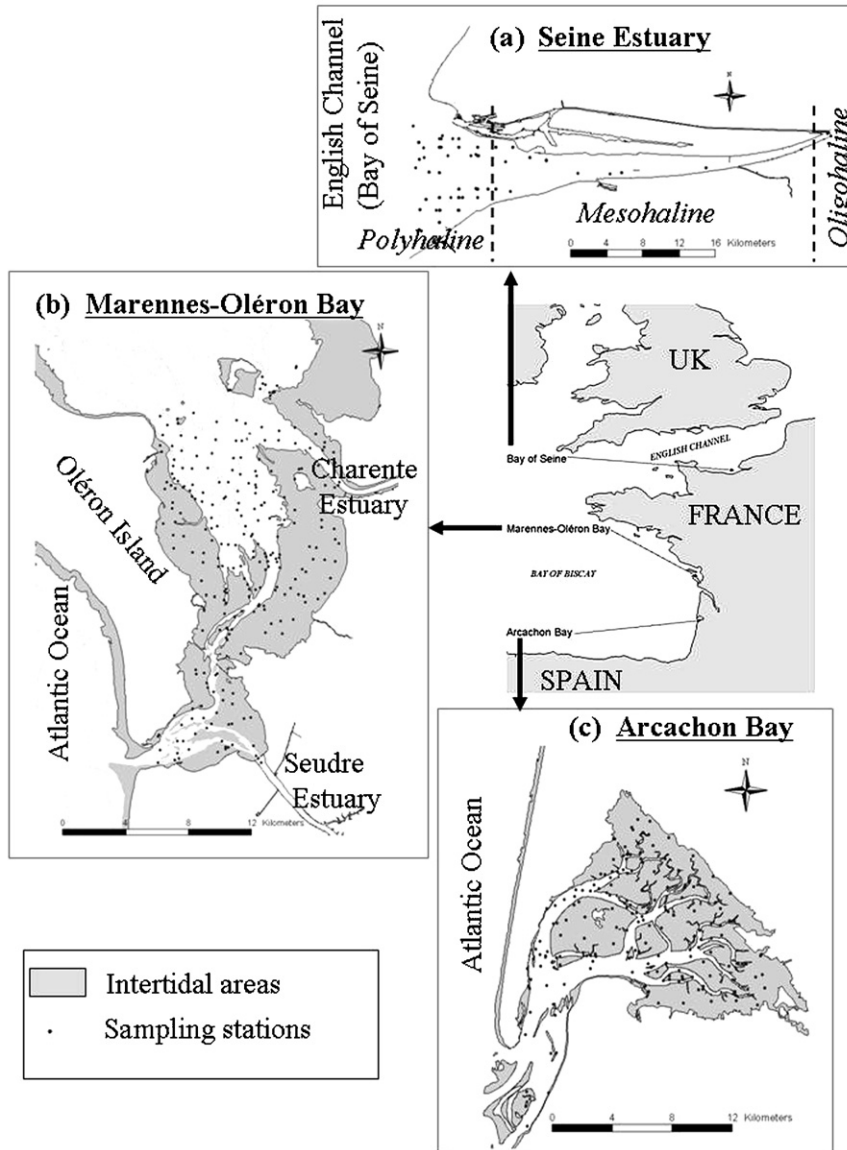 (a) Seine Estuary
English Channel
(Bay of Seine)
N
Polyhaline
Mesohaline
Oligohaline
0 4 8 12 16 Kilometers
(b) Marennes-Oléron Bay
N
Oléron Island
Charente
Estuary
Atlantic Ocean
Seudre
Estuary
0 4 8 12 Kilometers
UK
ENGLISH CHANNEL
Bay of Seine
FRANCE
Marennes-Oléron Bay
BAY OF BISCAY
Arcachon Bay
SPAIN
(c) Arcachon Bay
N
Atlantic Ocean
0 4 8 12 Kilometers
Intertidal areas
Sampling stations